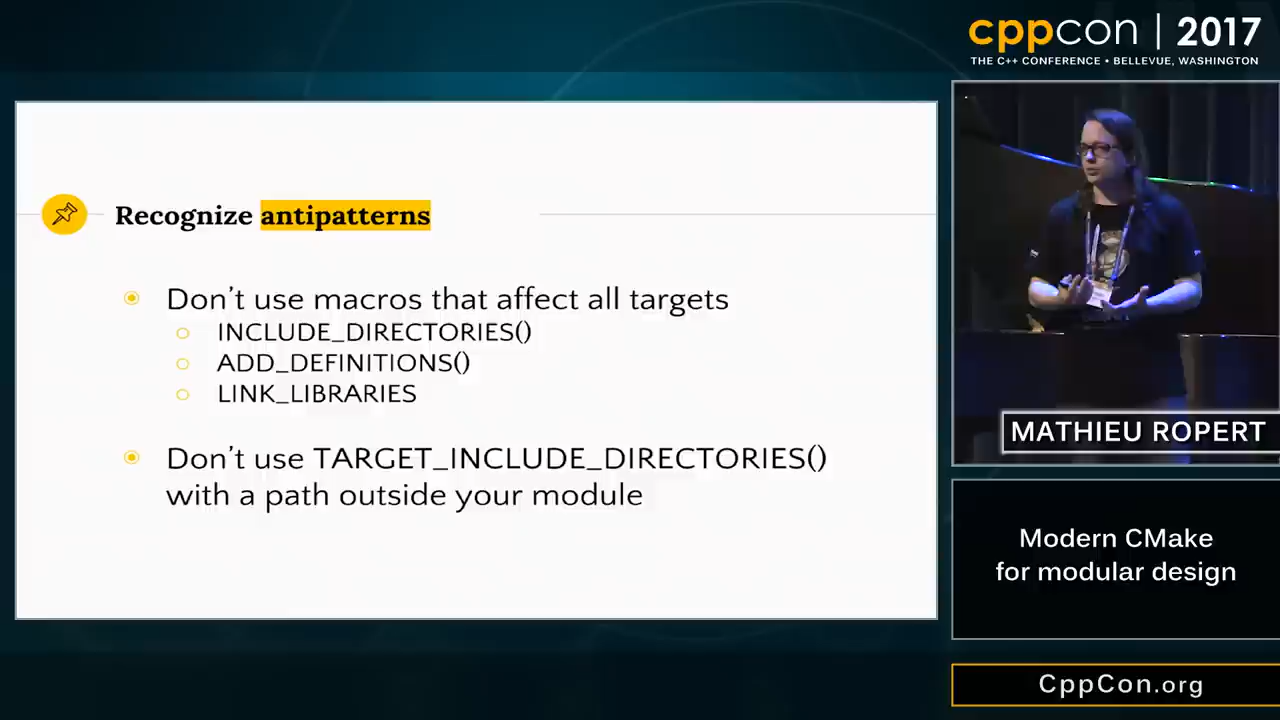 cppcon | 2017
THE C++ CONFERENCE • BELLEVUE, WASHINGTON
Recognize antipatterns
Don't use macros that affect all targets
INCLUDE_DIRECTORIES()
ADD_DEFINITIONS()
LINK_LIBRARIES
Don't use TARGET_INCLUDE_DIRECTORIES()
with a path outside your module
MATHIEU ROPERT
Modern CMake
for modular design
CppCon.org